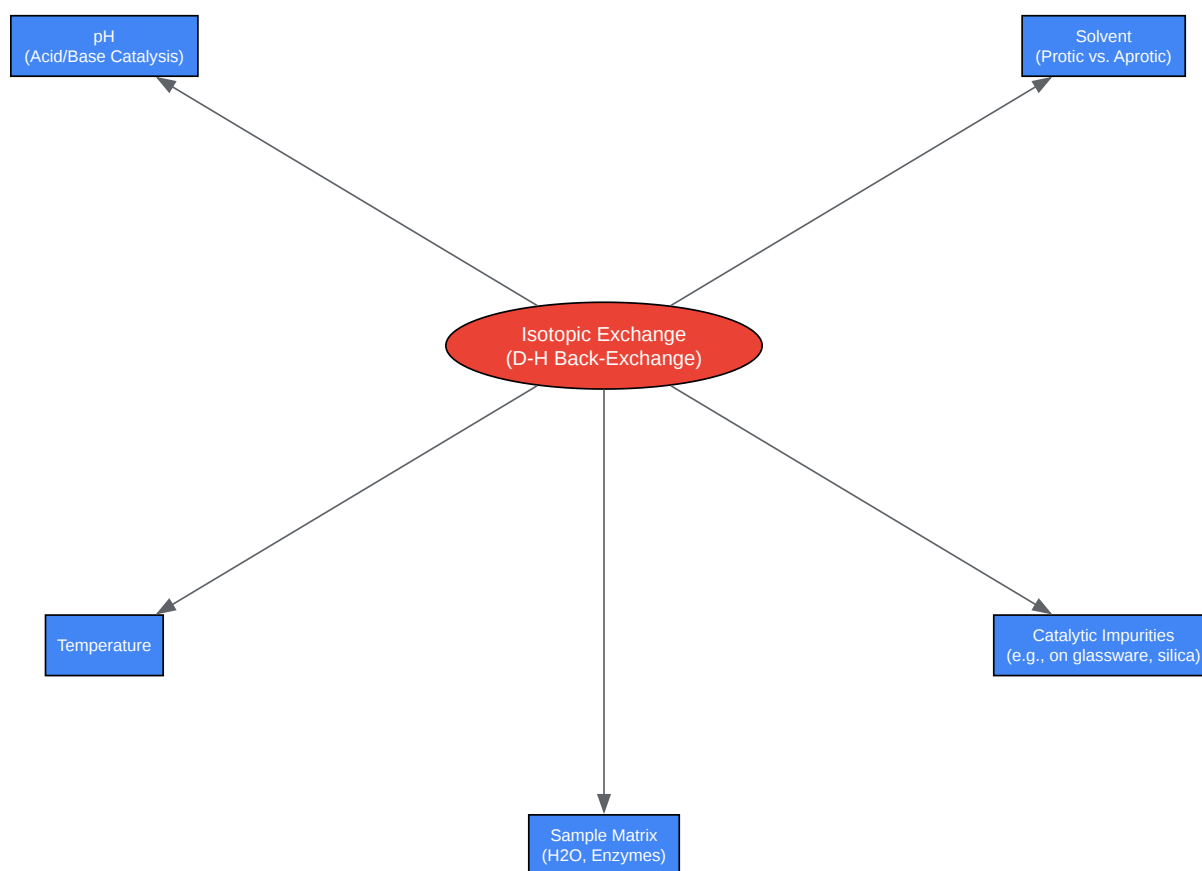 pH
(Acid/Base Catalysis)
Solvent
(Protic vs. Aprotic)
Isotopic Exchange
(D-H Back-Exchange)
Temperature
Catalytic Impurities
(e.g., on glassware, silica)
Sample Matrix
(H2O, Enzymes)